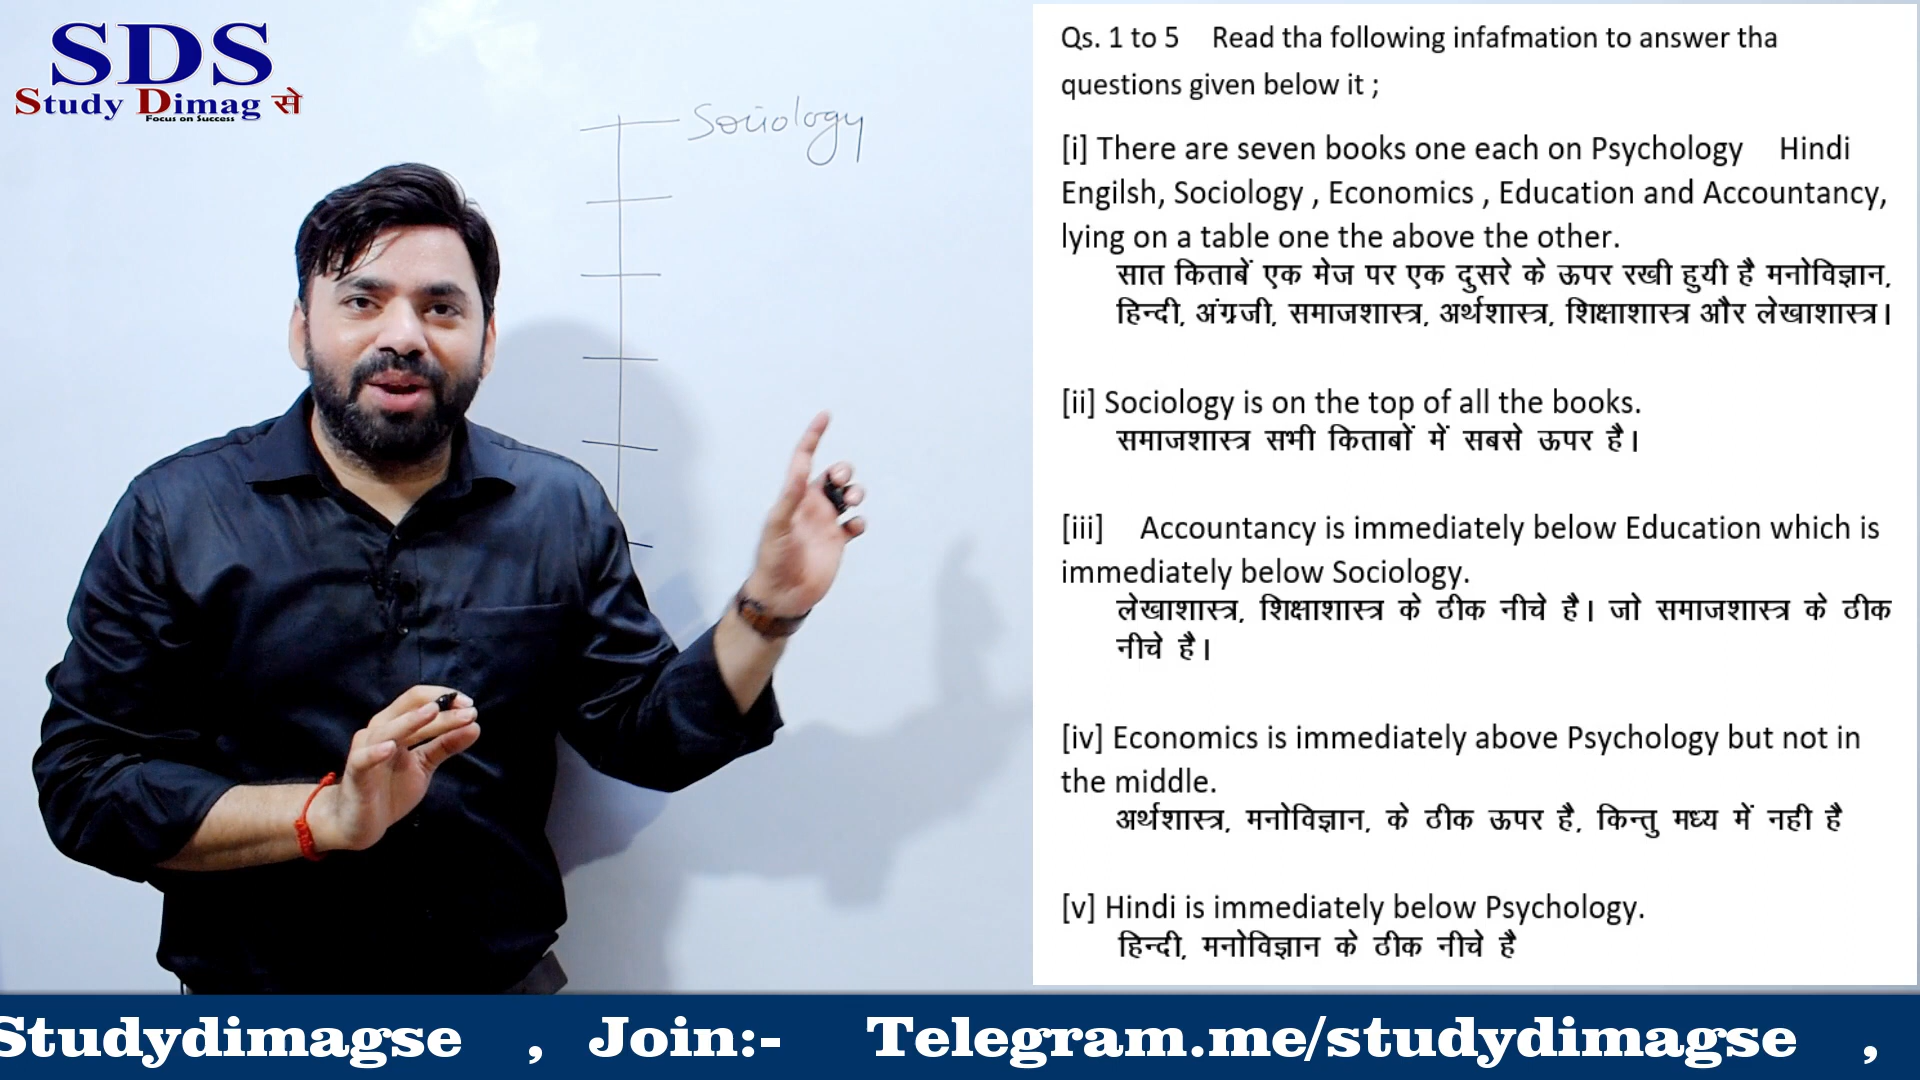 SDS
Study Dimag से
Focus on Success
Sociology
Qs. 1 to 5 Read tha following infafmation to answer tha
questions given below it ;
[i] There are seven books one each on Psychology Hindi
Engilsh, Sociology , Economics , Education and Accountancy,
lying on a table one the above the other.
सात किताबें एक मेज पर एक दुसरे के ऊपर रखी हुयी है मनोविज्ञान,
हिन्दी, अंग्रजी, समाजशास्त्र, अर्थशास्त्र, शिक्षाशास्त्र और लेखाशास्त्र।
[ii] Sociology is on the top of all the books.
समाजशास्त्र सभी किताबों में सबसे ऊपर है।
[iii] Accountancy is immediately below Education which is
immediately below Sociology.
लेखाशास्त्र, शिक्षाशास्त्र के ठीक नीचे है। जो समाजशास्त्र के ठीक
नीचे है।
[iv] Economics is immediately above Psychology but not in
the middle.
अर्थशास्त्र, मनोविज्ञान, के ठीक ऊपर है, किन्तु मध्य में नही है
[v] Hindi is immediately below Psychology.
हिन्दी, मनोविज्ञान के ठीक नीचे है
Studydimagse , Join:- Telegram.me/studydimagse ,